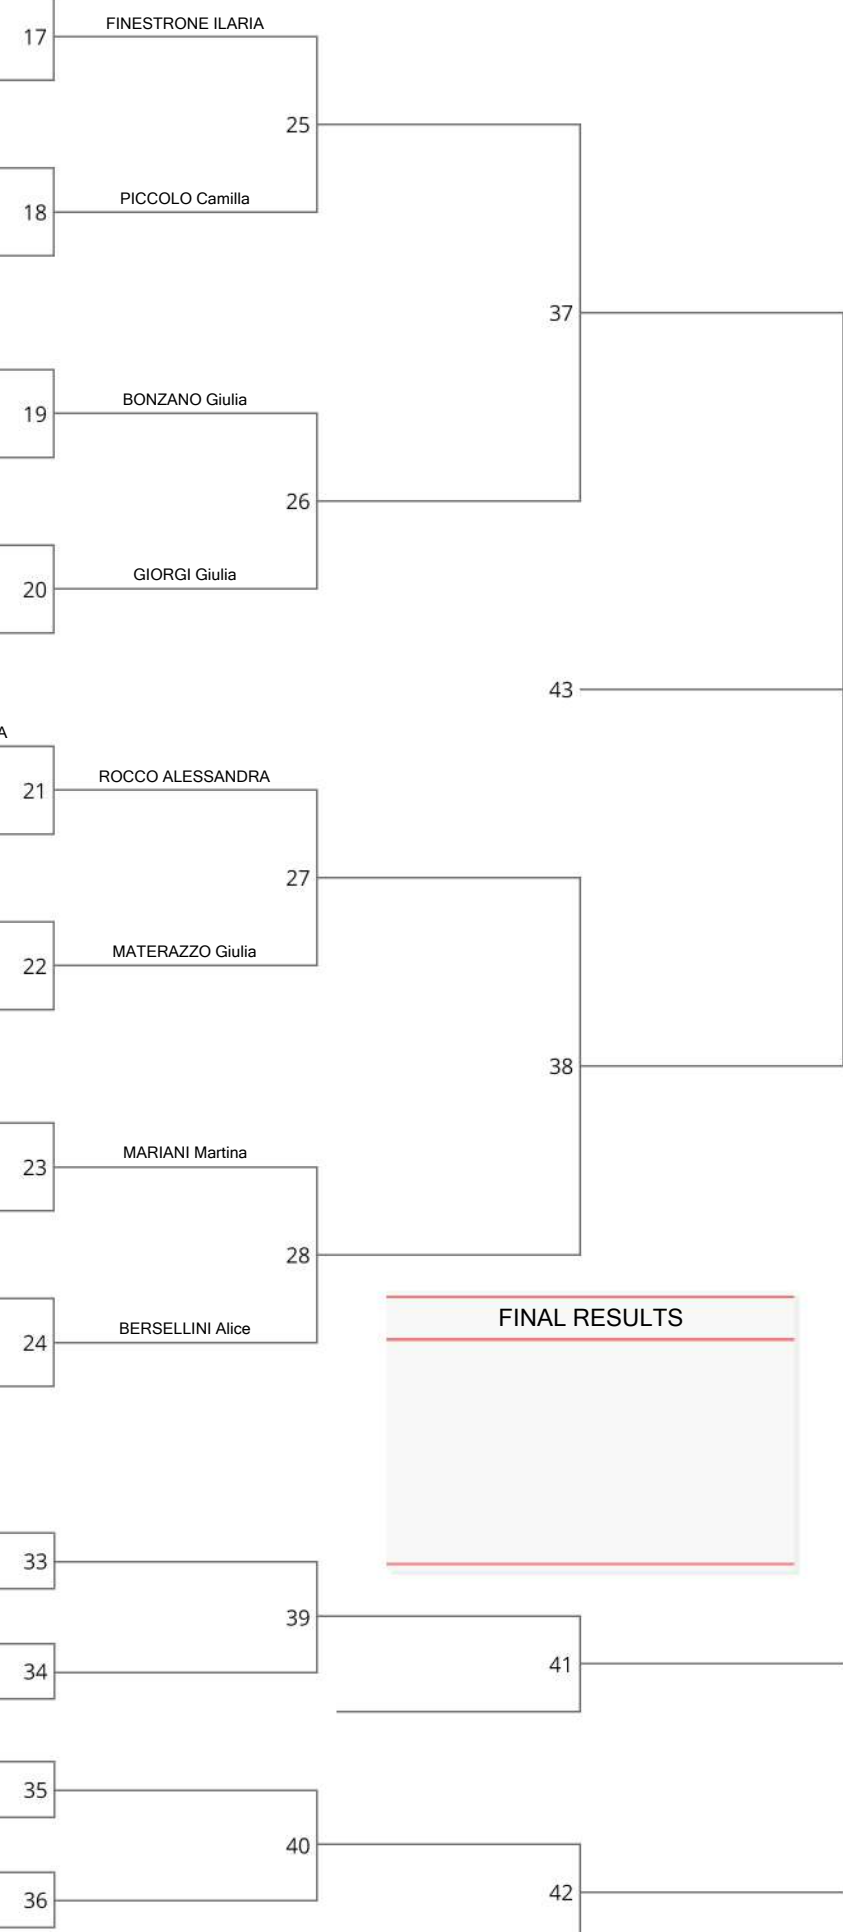 FINESTRONE ILARIA
17
25
PICCOLO Camilla
18
37
BONZANO Giulia
19
26
GIORGI Giulia
20
43
A
ROCCO ALESSANDRA
21
27
MATERAZZO Giulia
22
38
MARIANI Martina
23
28
FINAL RESULTS
BERSELLINI Alice
24
33
39
41
34
35
40
42
36